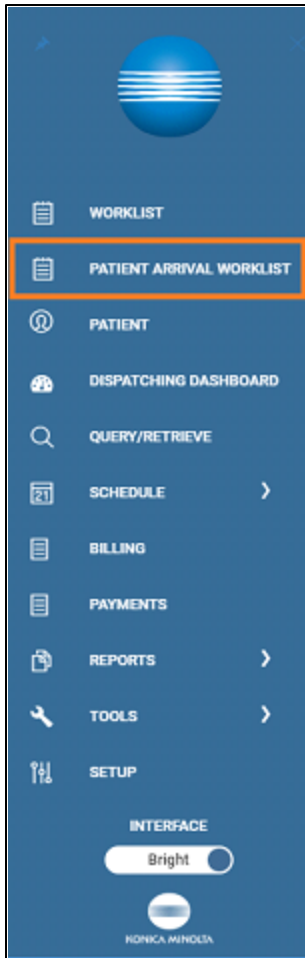 WORKLIST
PATIENT ARRIVAL WORKLIST
PATIENT
DISPATCHING DASHBOARD
QUERY/RETRIEVE
21 SCHEDULE
BILLING
PAYMENTS
REPORTS
TOOLS
SETUP
INTERFACE
Bright
KONICA MINOLTA